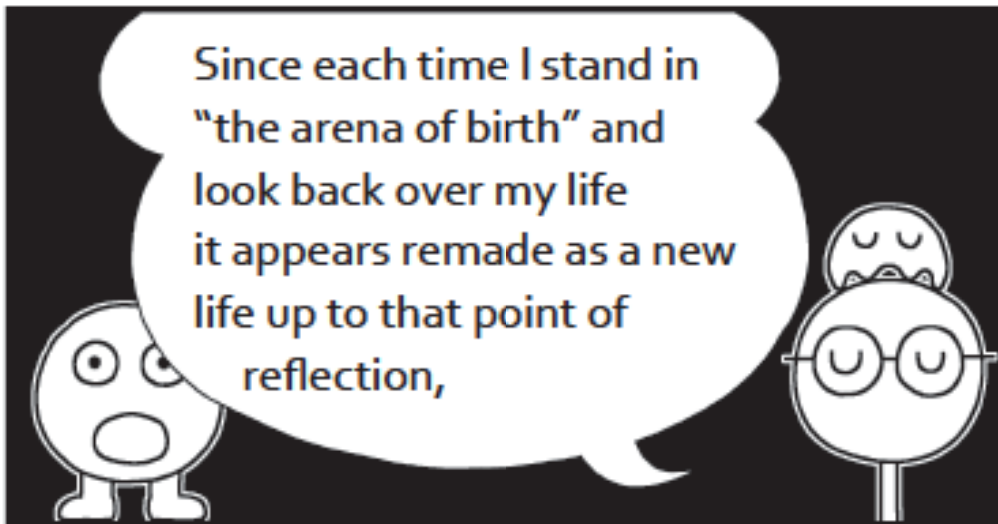 Since each time I stand in
“the arena of birth” and
look back over my life
it appears remade as a new
life up to that point of
reflection,